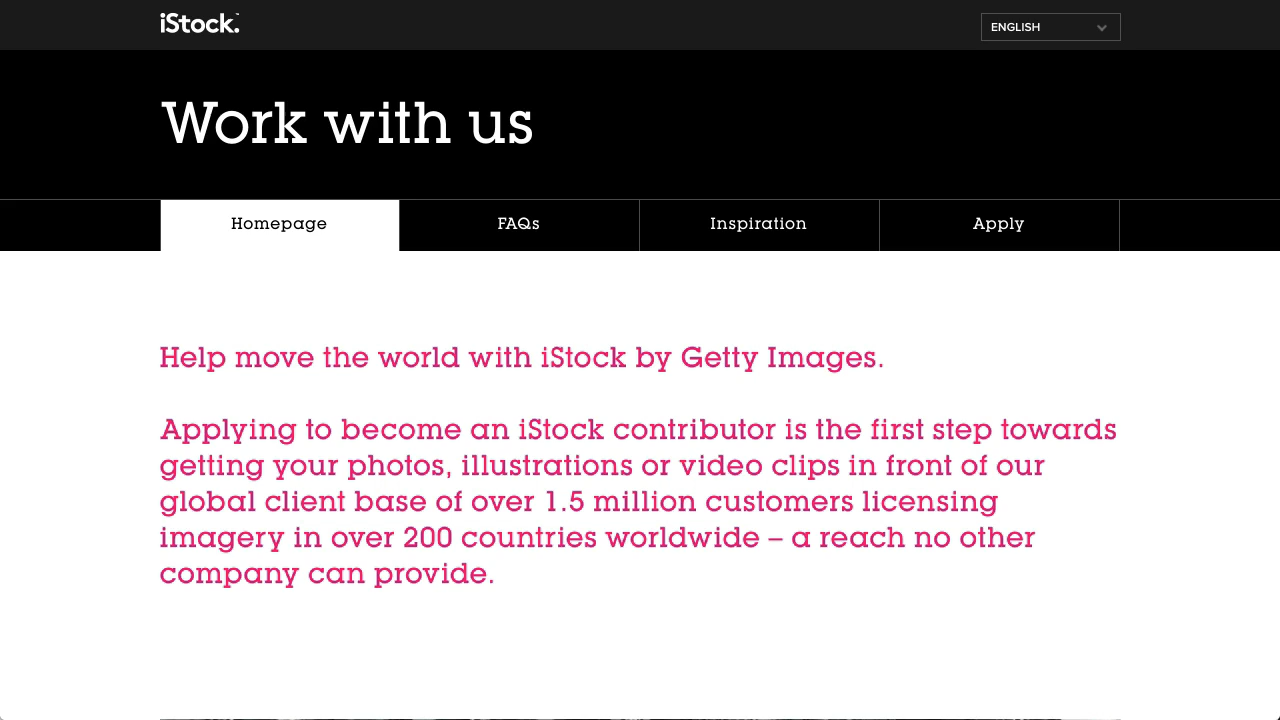 iStock.™
ENGLISH
Work with us
Homepage
FAQs
Inspiration
Apply
Help move the world with iStock by Getty Images.
Applying to become an iStock contributor is the first step towards
getting your photos, illustrations or video clips in front of our
global client base of over 1.5 million customers licensing
imagery in over 200 countries worldwide – a reach no other
company can provide.